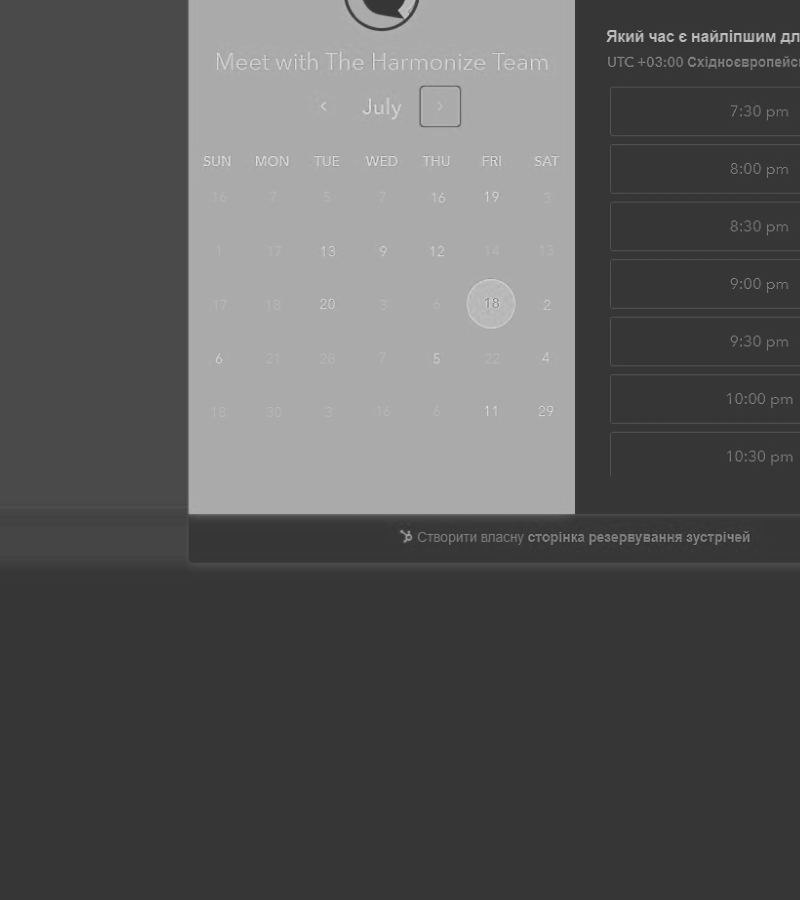 Meet with The Harmonize Team
July
SUN MON TUE WED THU FRI SAT
16 7 5 7 16 19 3
1 17 13 9 12 14 13
17 18 20 3 6 18 2
6 21 28 7 5 22 4
18 30 3 16 6 11 29
Який час є найліпшим
UTC +03:00
7:30 pm
8:00 pm
8:30 pm
9:00 pm
9:30 pm
10:00 pm
10:30 pm
Створити власну сторінка резервування зустрічей